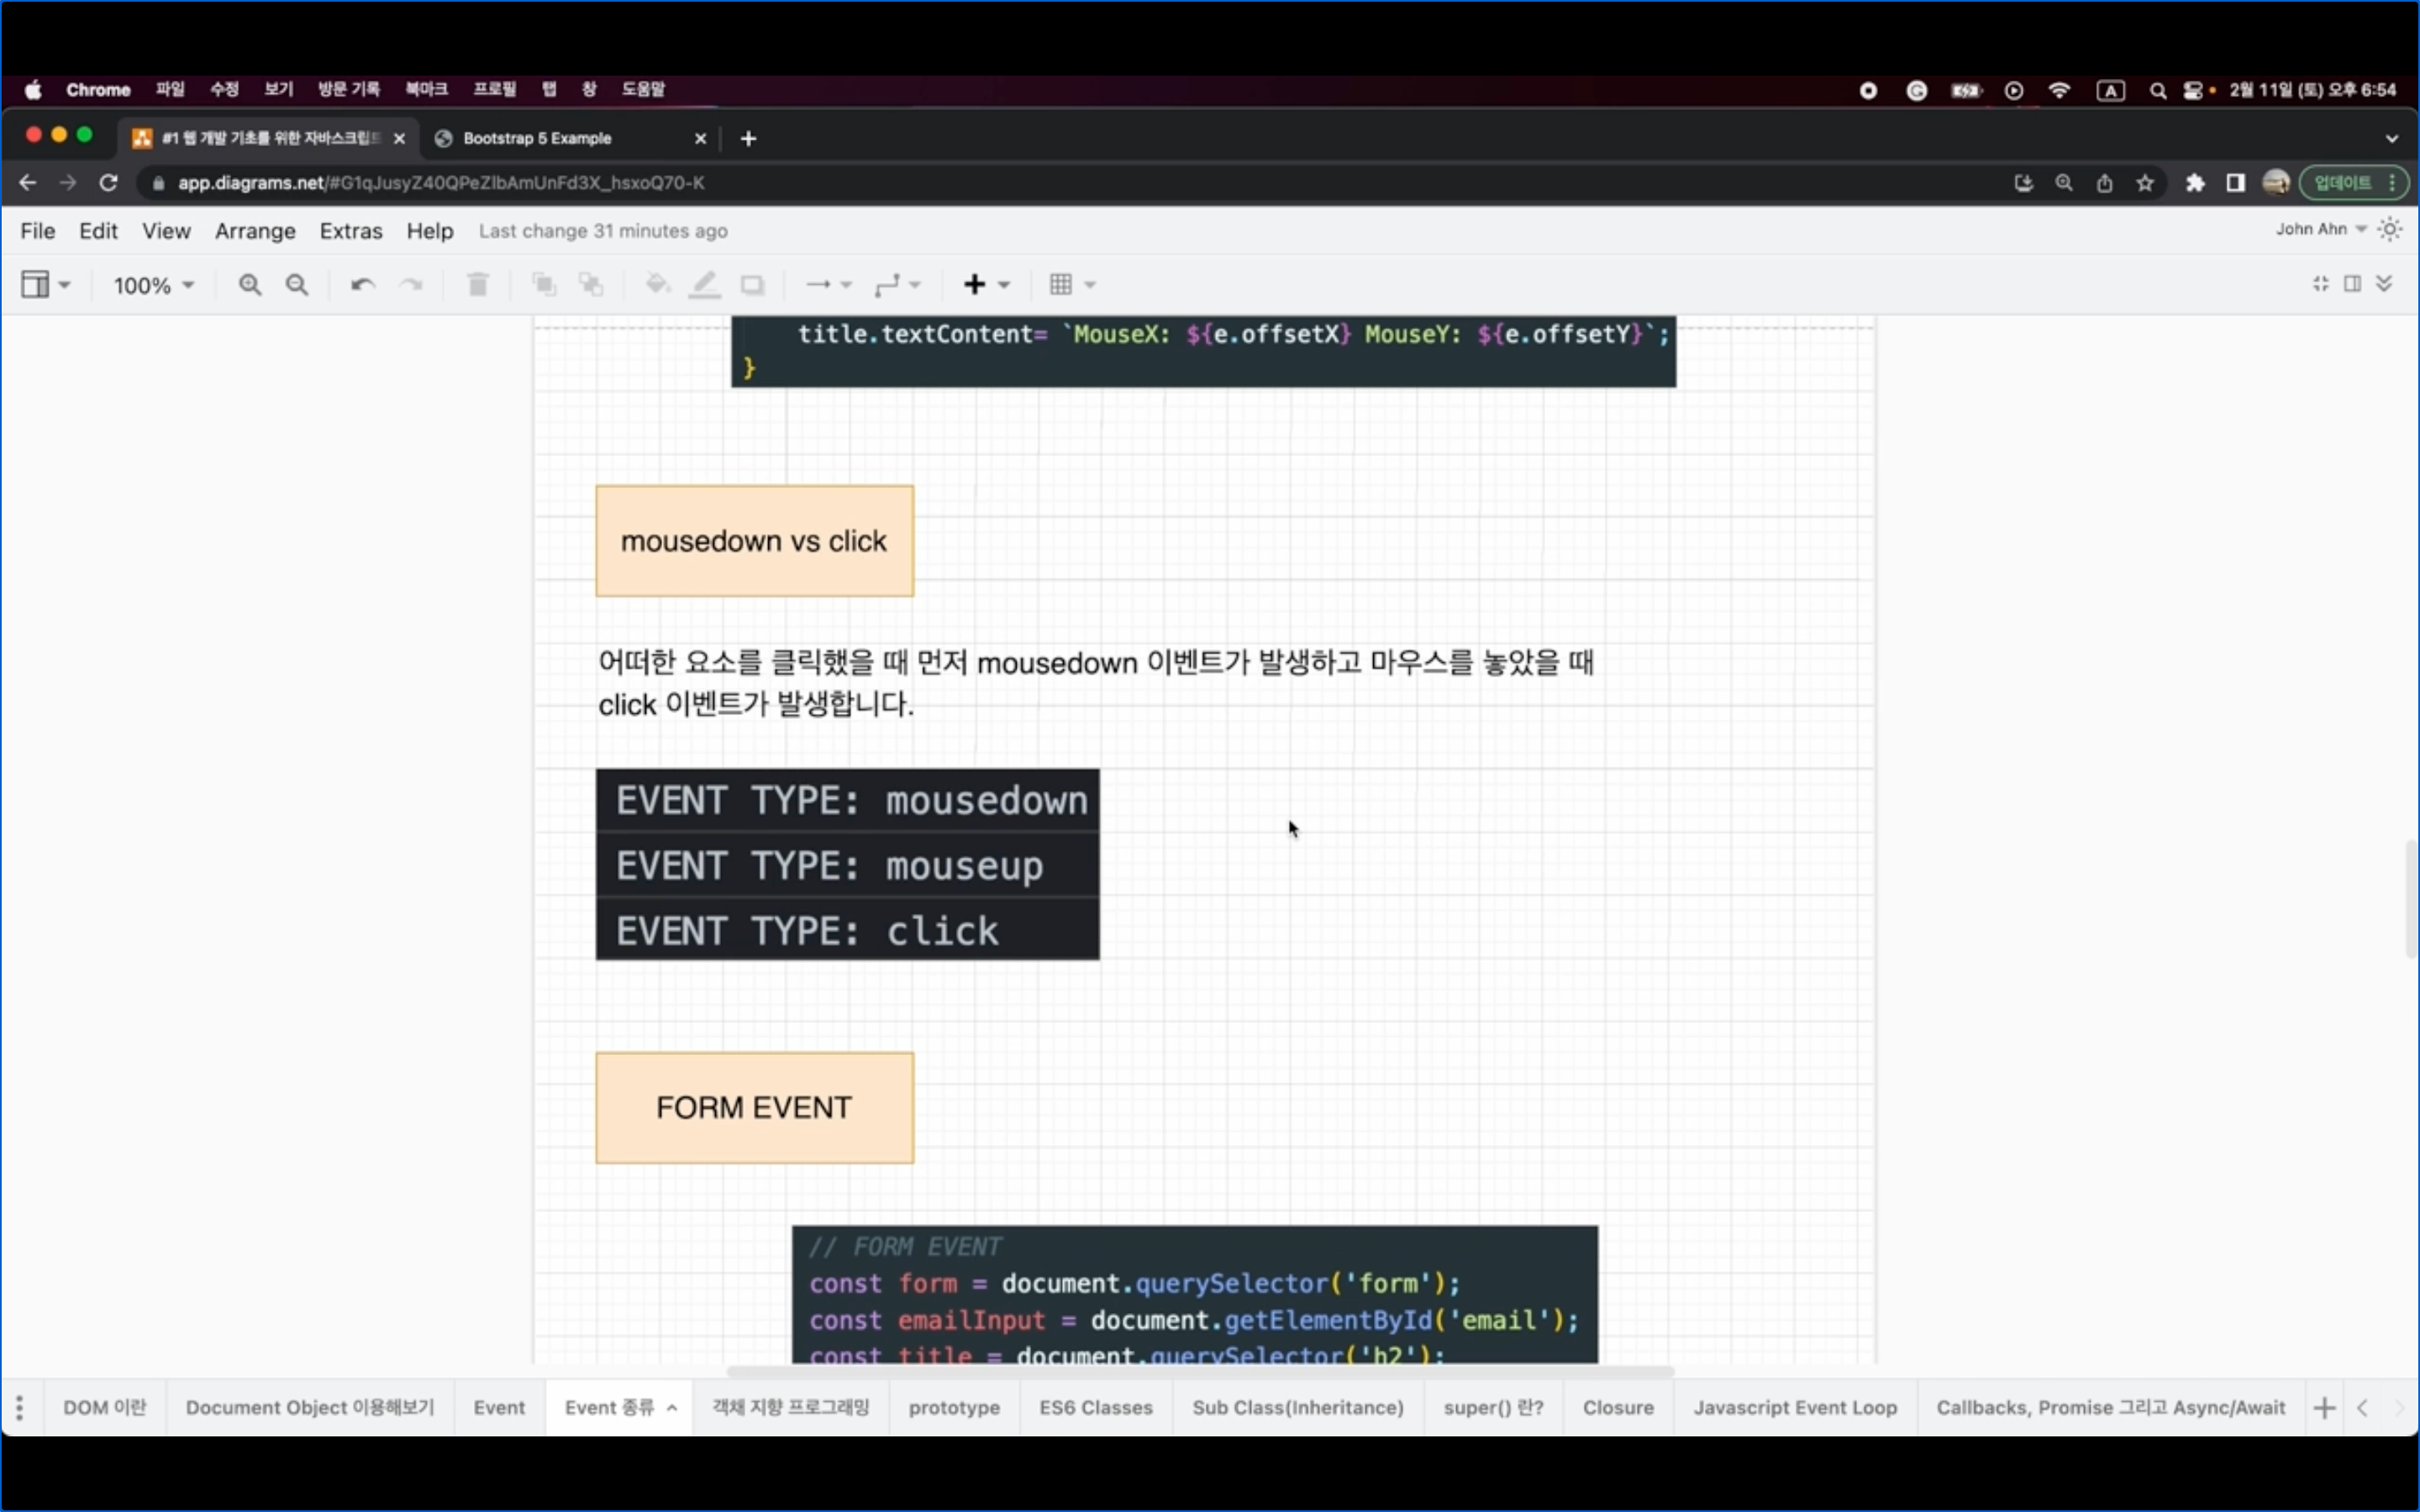 Chrome 파일 수정 보기 방문 기록 북마크 프로필 탭 창 도움말 A 2월 11일 (토) 오후 6:54
#1 웹 개발 기초를 위한 자바스크립트 Bootstrap 5 Example
app.diagrams.net/#G1qJusyZ40QPeZlbAmUnFd3X_hsxoQ70-K 업데이트
File Edit View Arrange Extras Help Last change 31 minutes ago John Ahn
100%
title.textContent= `MouseX: ${e.offsetX} MouseY: ${e.offsetY}`;
}
mousedown vs click
어떠한 요소를 클릭했을 때 먼저 mousedown 이벤트가 발생하고 마우스를 놓았을 때
click 이벤트가 발생합니다.
EVENT TYPE: mousedown
EVENT TYPE: mouseup
EVENT TYPE: click
FORM EVENT
// FORM EVENT
const form = document.querySelector('form');
const emailInput = document.getElementById('email');
const title = document.querySelector('h2');
DOM 이란 Document Object 이용해보기 Event Event 종류 객체 지향 프로그래밍 prototype ES6 Classes Sub Class(Inheritance) super() 란? Closure Javascript Event Loop Callbacks, Promise 그리고 Async/Await